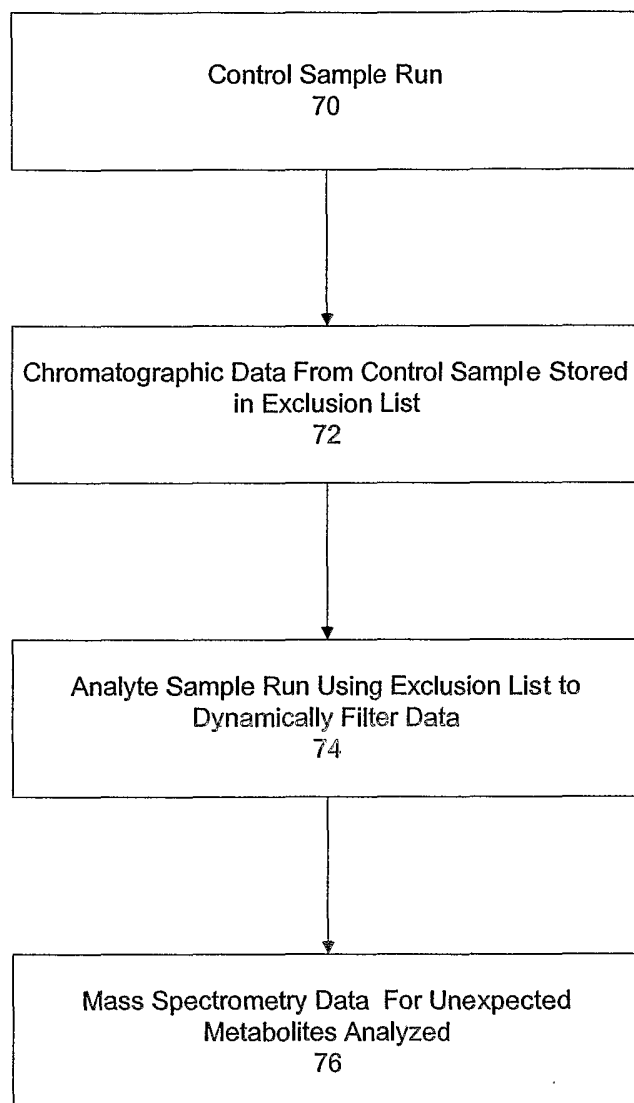 Control Sample Run
70
Chromatographic Data From Control Sample Stored
in Exclusion List
72
Analyte Sample Run Using Exclusion List to
Dynamically Filter Data
74
Mass Spectrometry Data For Unexpected
Metabolites Analyzed
76